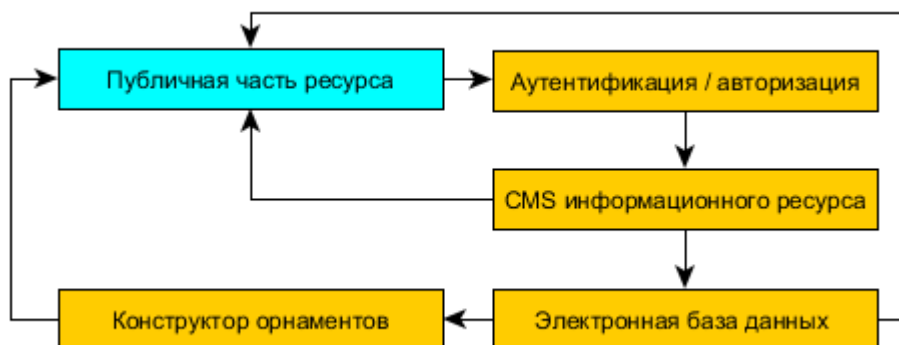 Публичная часть ресурса
Аутентификация / авторизация
CMS информационного ресурса
Конструктор орнаментов
Электронная база данных